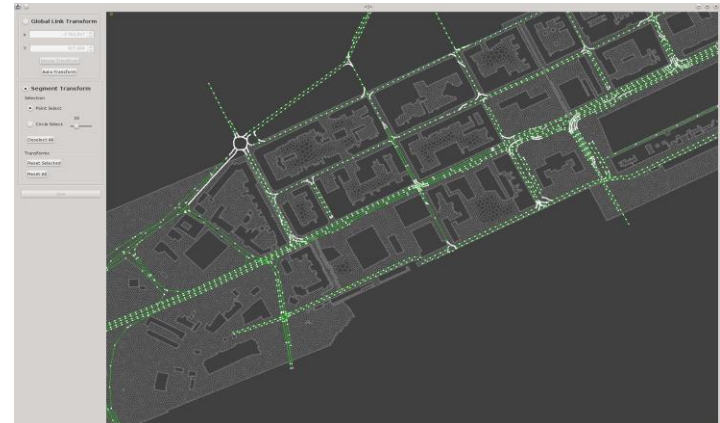 Global Link Transform
X
Y
Auto Transform
Segment Transform
Selection
Point Select
Circle Select
Deselect All
Transforms
Reset Selected
Reset All